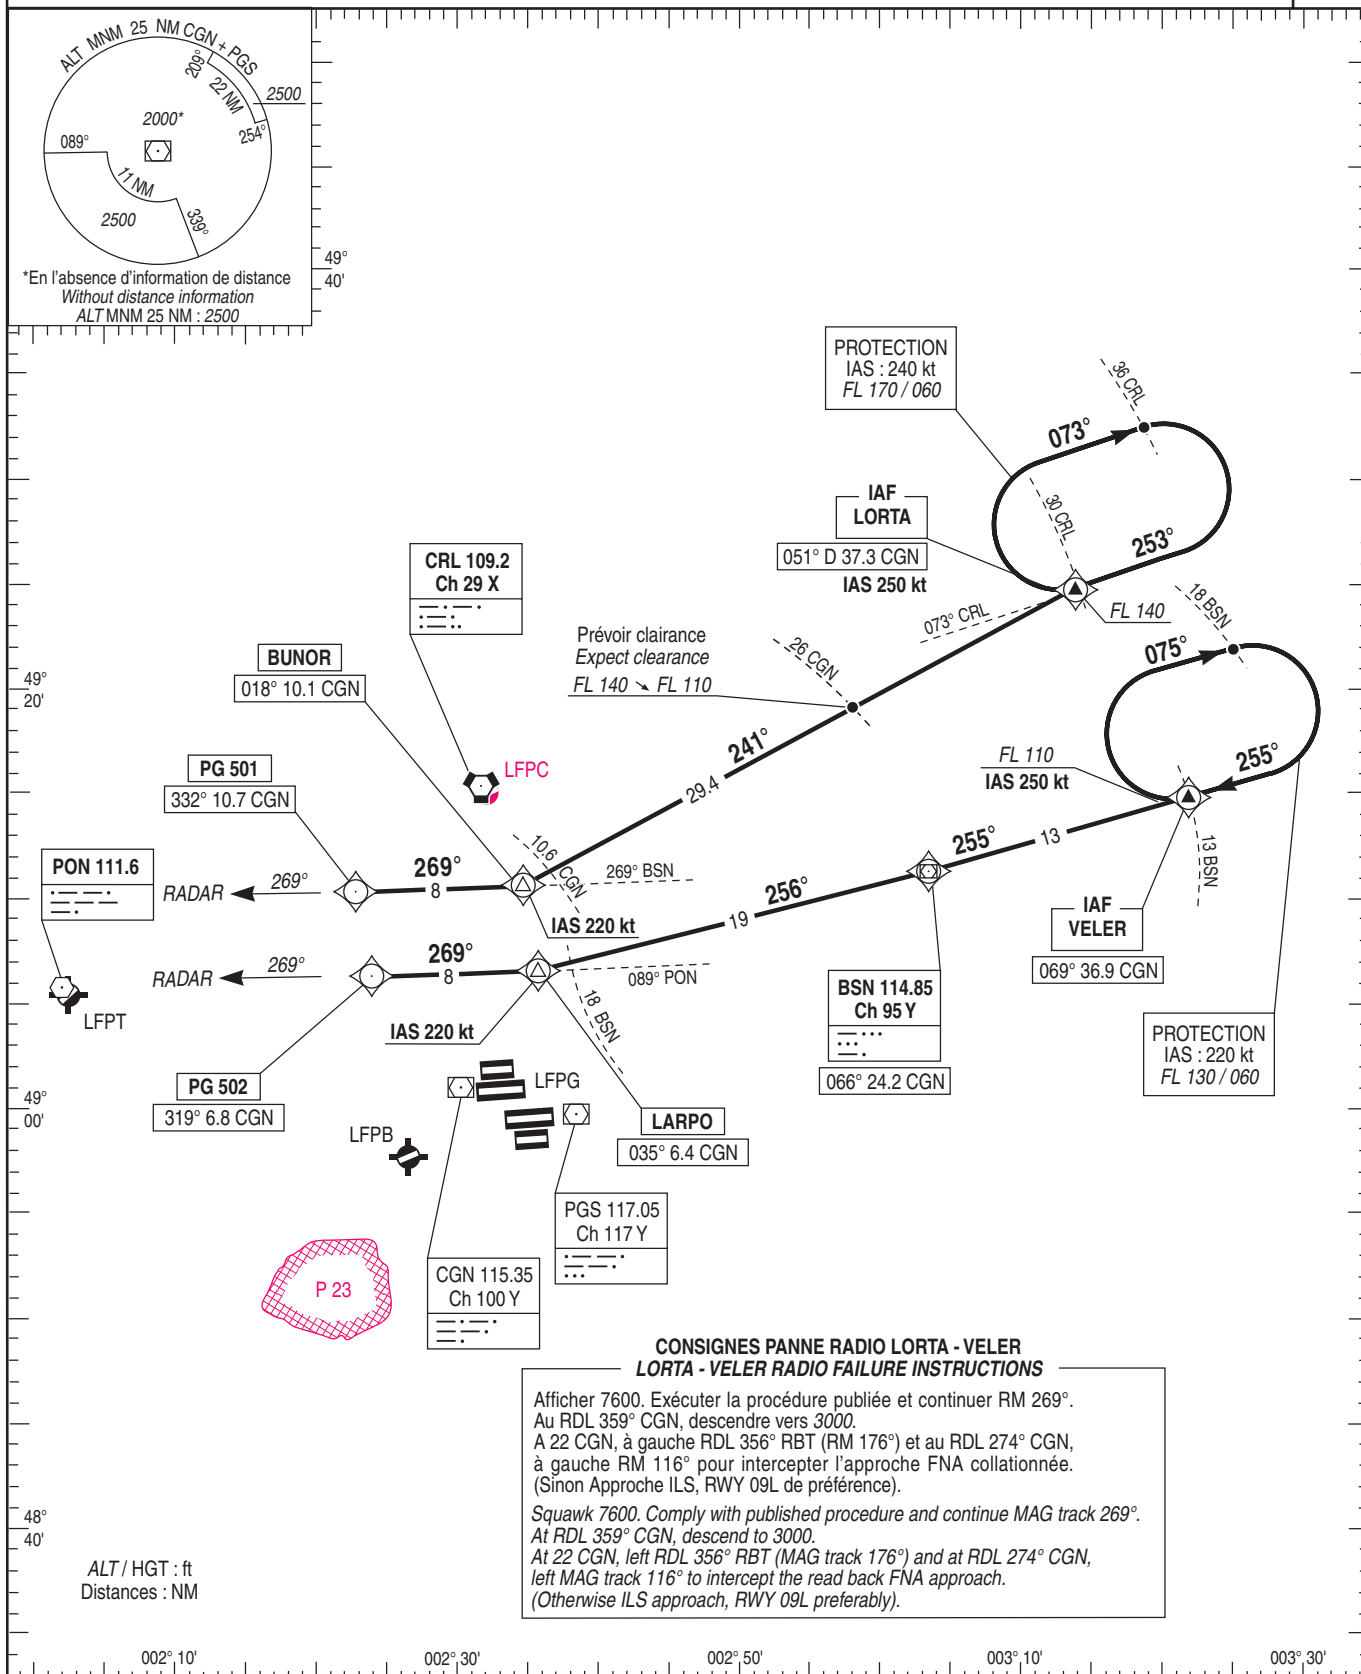 ALT MNM 25 NM CGN + PGS
209°
22 NM
2500
254°
2000*
089°
11 NM
339°
2500
*En l'absence d'information de distance
Without distance information
ALT MNM 25 NM : 2500
49°
40'
PROTECTION
IAS : 240 kt
FL 170 / 060
36 CRL
073°
30 CRL
253°
IAF
LORTA
051° D 37.3 CGN
IAS 250 kt
FL 140
073° CRL
18 BSN
075°
CRL 109.2
Ch 29 X
LFPC
Prévoir clairance
Expect clearance
FL 140 ↘ FL 110
26 CGN
241°
29.4
BUNOR
018° 10.1 CGN
49°
20'
PG 501
332° 10.7 CGN
FL 110
IAS 250 kt
255°
13 BSN
PON 111.6
RADAR
269°
269°
8
10.6 CGN
269° BSN
IAS 220 kt
255°
13
256°
19
IAF
VELER
069° 36.9 CGN
RADAR
269°
269°
8
089° PON
18 BSN
IAS 220 kt
LFPT
BSN 114.85
Ch 95 Y
066° 24.2 CGN
PROTECTION
IAS : 220 kt
FL 130 / 060
PG 502
319° 6.8 CGN
49°
00'
LFPG
LFPB
LARPO
035° 6.4 CGN
PGS 117.05
Ch 117 Y
CGN 115.35
Ch 100 Y
P 23
CONSIGNES PANNE RADIO LORTA - VELER
LORTA - VELER RADIO FAILURE INSTRUCTIONS
Afficher 7600. Exécuter la procédure publiée et continuer RM 269°.
Au RDL 359° CGN, descendre vers 3000.
A 22 CGN, à gauche RDL 356° RBT (RM 176°) et au RDL 274° CGN,
à gauche RM 116° pour intercepter l'approche FNA collationnée.
(Sinon Approche ILS, RWY 09L de préférence).
Squawk 7600. Comply with published procedure and continue MAG track 269°.
At RDL 359° CGN, descend to 3000.
At 22 CGN, left RDL 356° RBT (MAG track 176°) and at RDL 274° CGN,
left MAG track 116° to intercept the read back FNA approach.
(Otherwise ILS approach, RWY 09L preferably).
48°
40'
ALT / HGT : ft
Distances : NM
002° 10'
002° 30'
002° 50'
003° 10'
003° 30'